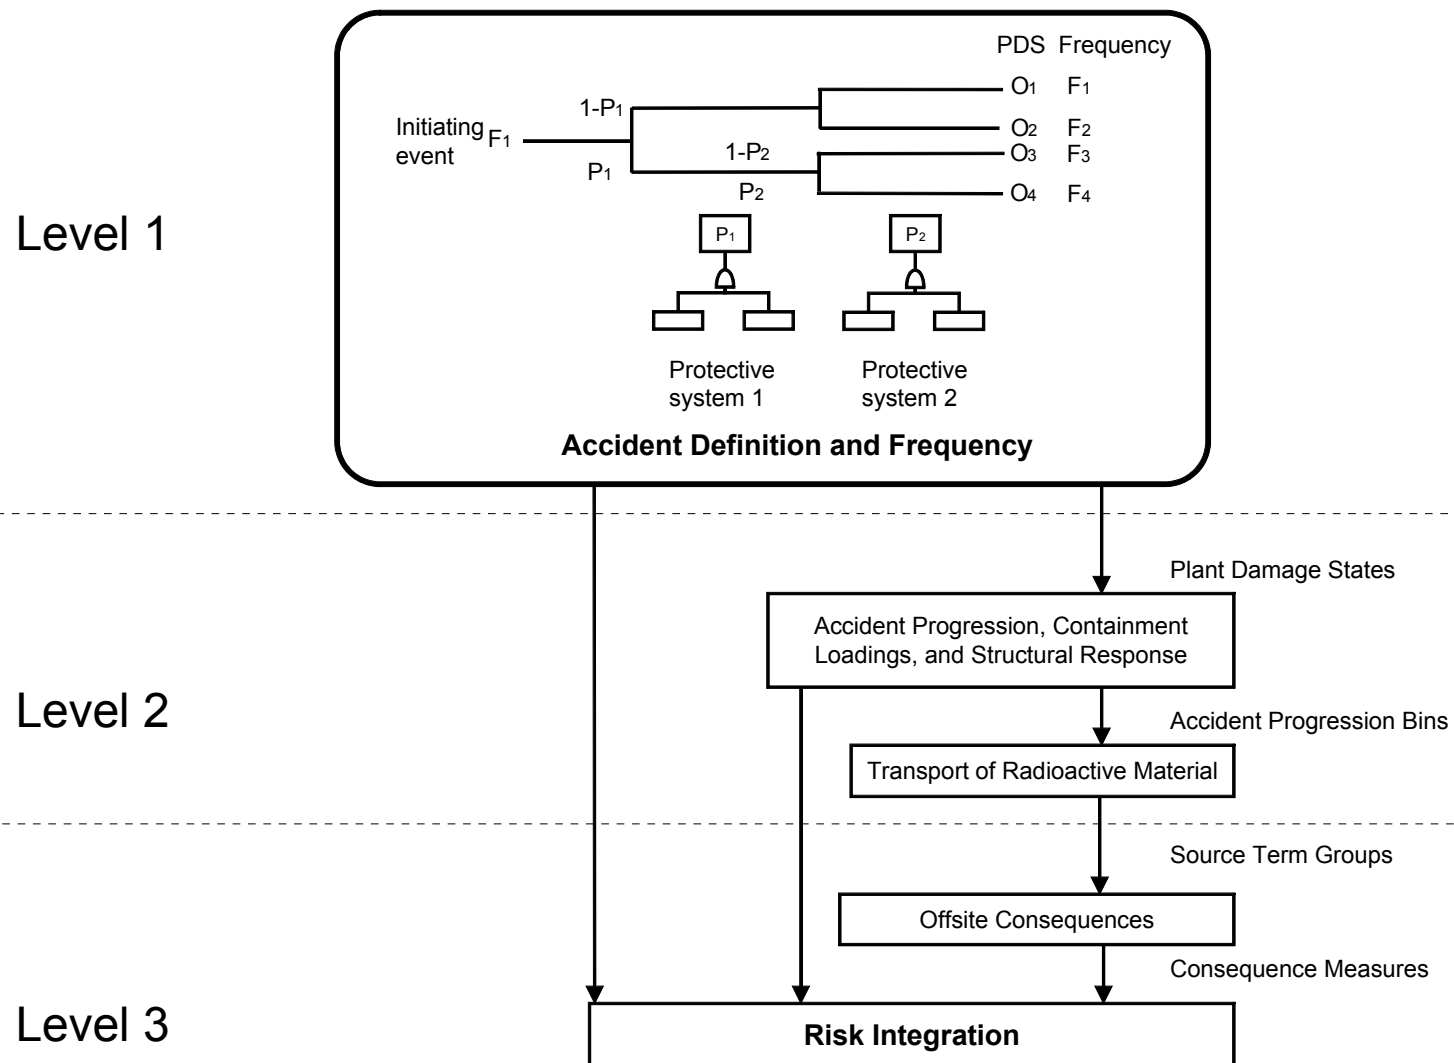 PDS Frequency
O1 F1
1-P1
Initiating
event
F1
O2 F2
1-P2
O3 F3
P1
P2
O4 F4
Level 1
P1
P2
Protective
system 1
Protective
system 2
Accident Definition and Frequency
Plant Damage States
Accident Progression, Containment
Loadings, and Structural Response
Level 2
Accident Progression Bins
Transport of Radioactive Material
Source Term Groups
Offsite Consequences
Consequence Measures
Level 3
Risk Integration